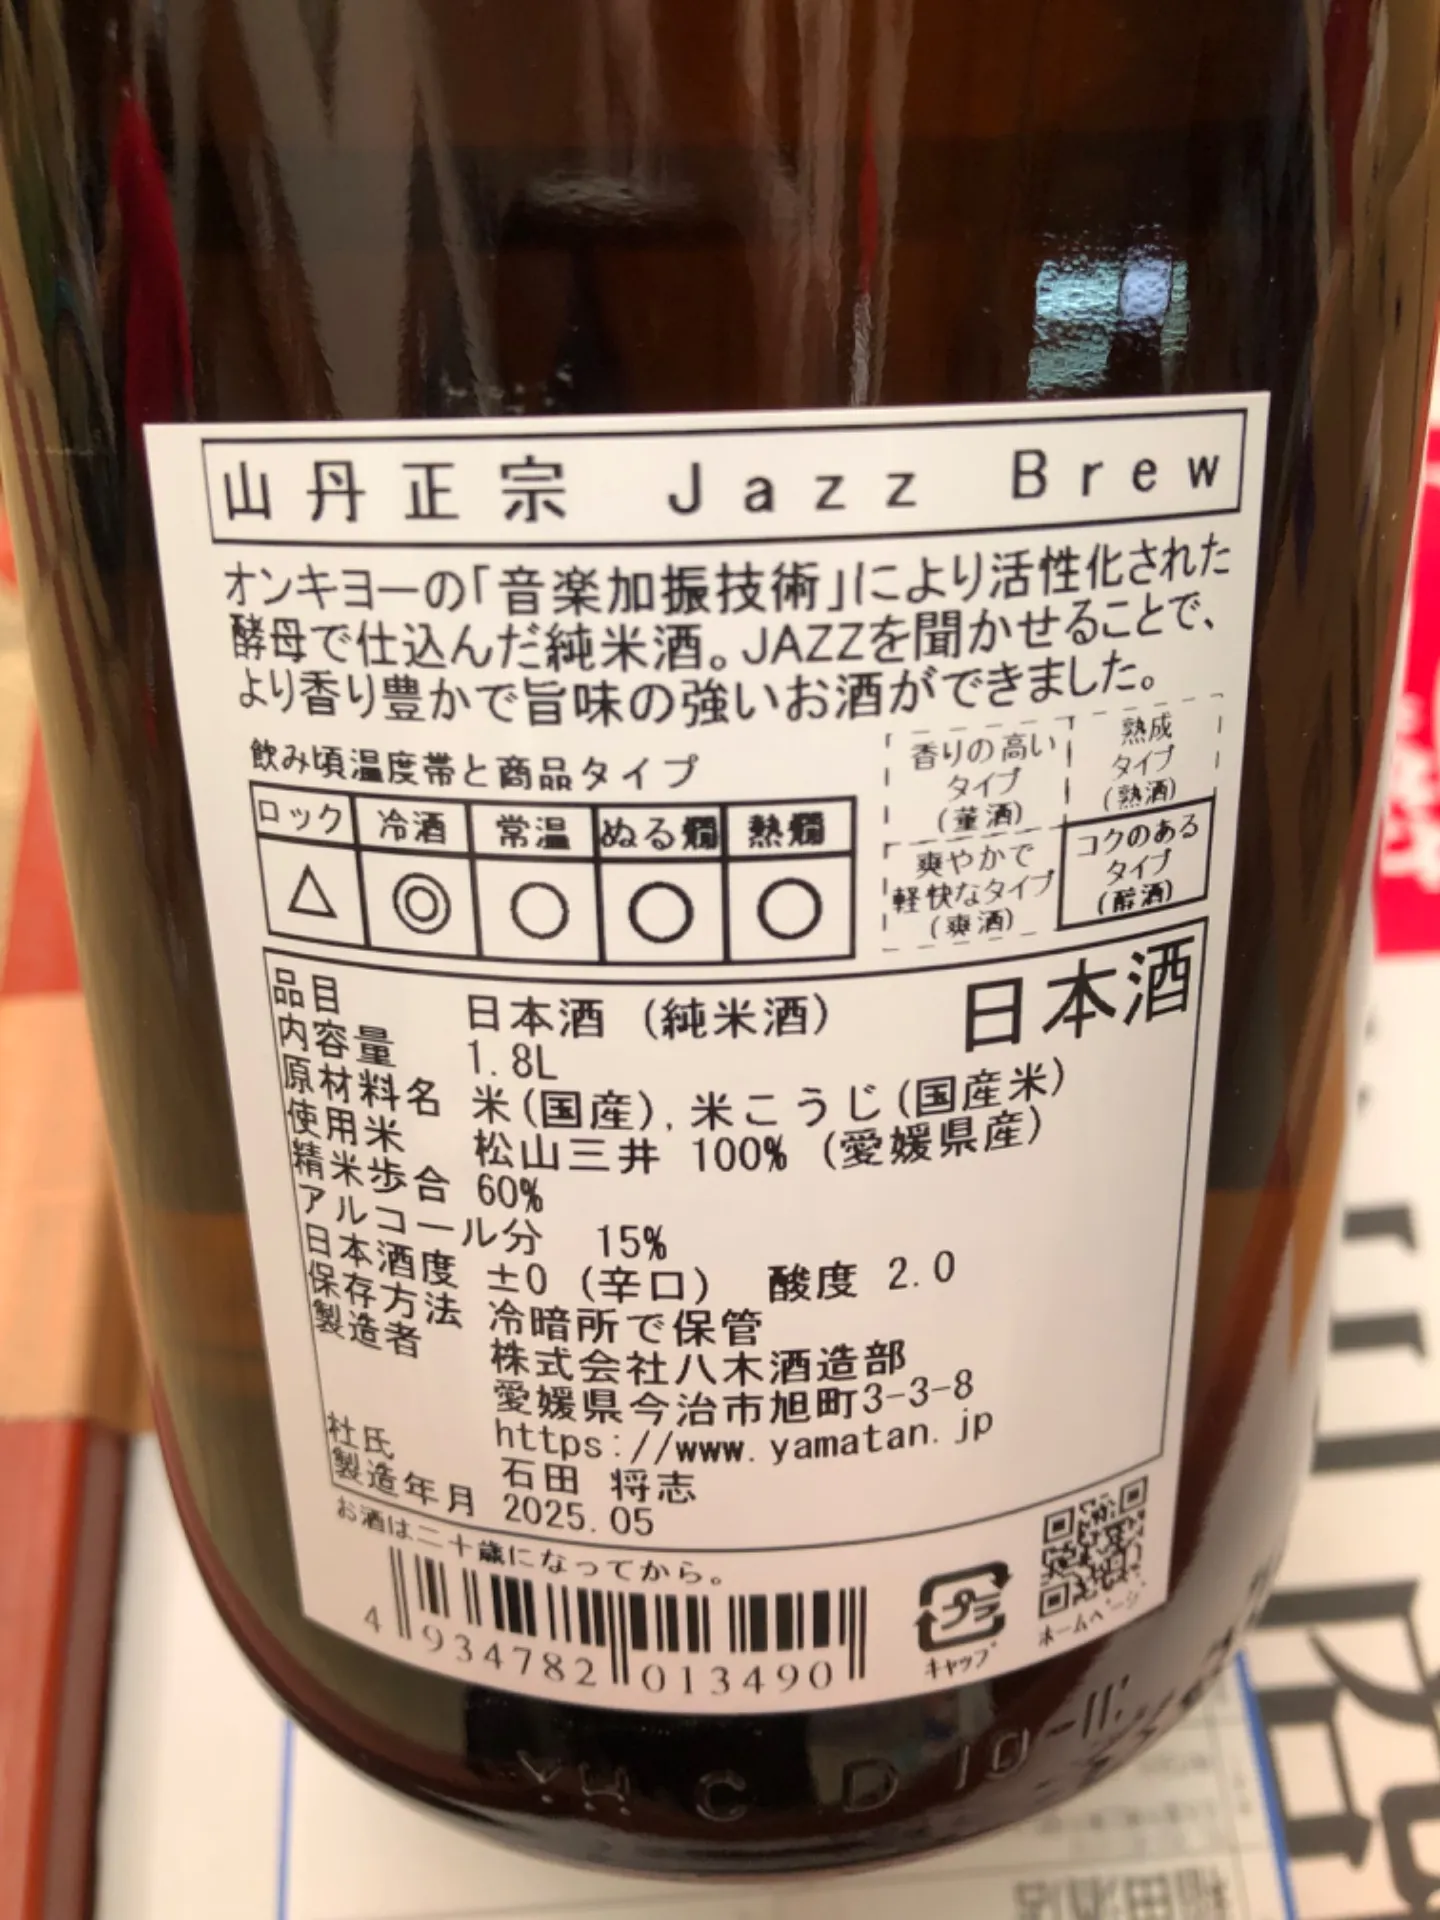 山丹正宗 Jazz Brew
オンキヨーの「音楽加振技術」により活性化された
酵母で仕込んだ純米酒。JAZZを聞かせることで、
より香り豊かで旨味の強いお酒ができました。
飲み頃温度帯と商品タイプ
ロック 冷酒 常温 ぬる燗 熱燗
△ ◎ ○ ○ ○
香りの高い
タイプ
(薫酒)
熟成
タイプ
(熟酒)
爽やかで
軽快なタイプ
(爽酒)
コクのある
タイプ
(醇酒)
日本酒
品目 日本酒 (純米酒)
内容量 1.8L
原材料名 米(国産),米こうじ(国産米)
使用米 松山三井 100% (愛媛県産)
精米歩合 60%
アルコール分 15%
日本酒度 ±0 (辛口) 酸度 2.0
保存方法 冷暗所で保管
製造者 株式会社八木酒造部
愛媛県今治市旭町3-3-8
https://www.yamatan.jp
杜氏 石田 将志
製造年月 2025.05
お酒は二十歳になってから。
4 934782 013490
キャップ
ホームページ
C D 10-11